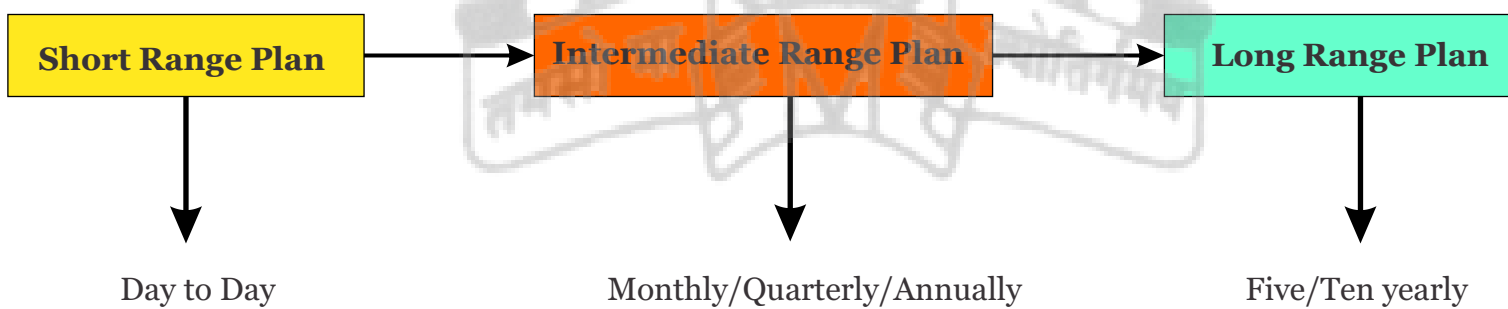 Short Range Plan
Intermediate Range Plan
Long Range Plan
Day to Day
Monthly/Quarterly/Annually
Five/Ten yearly